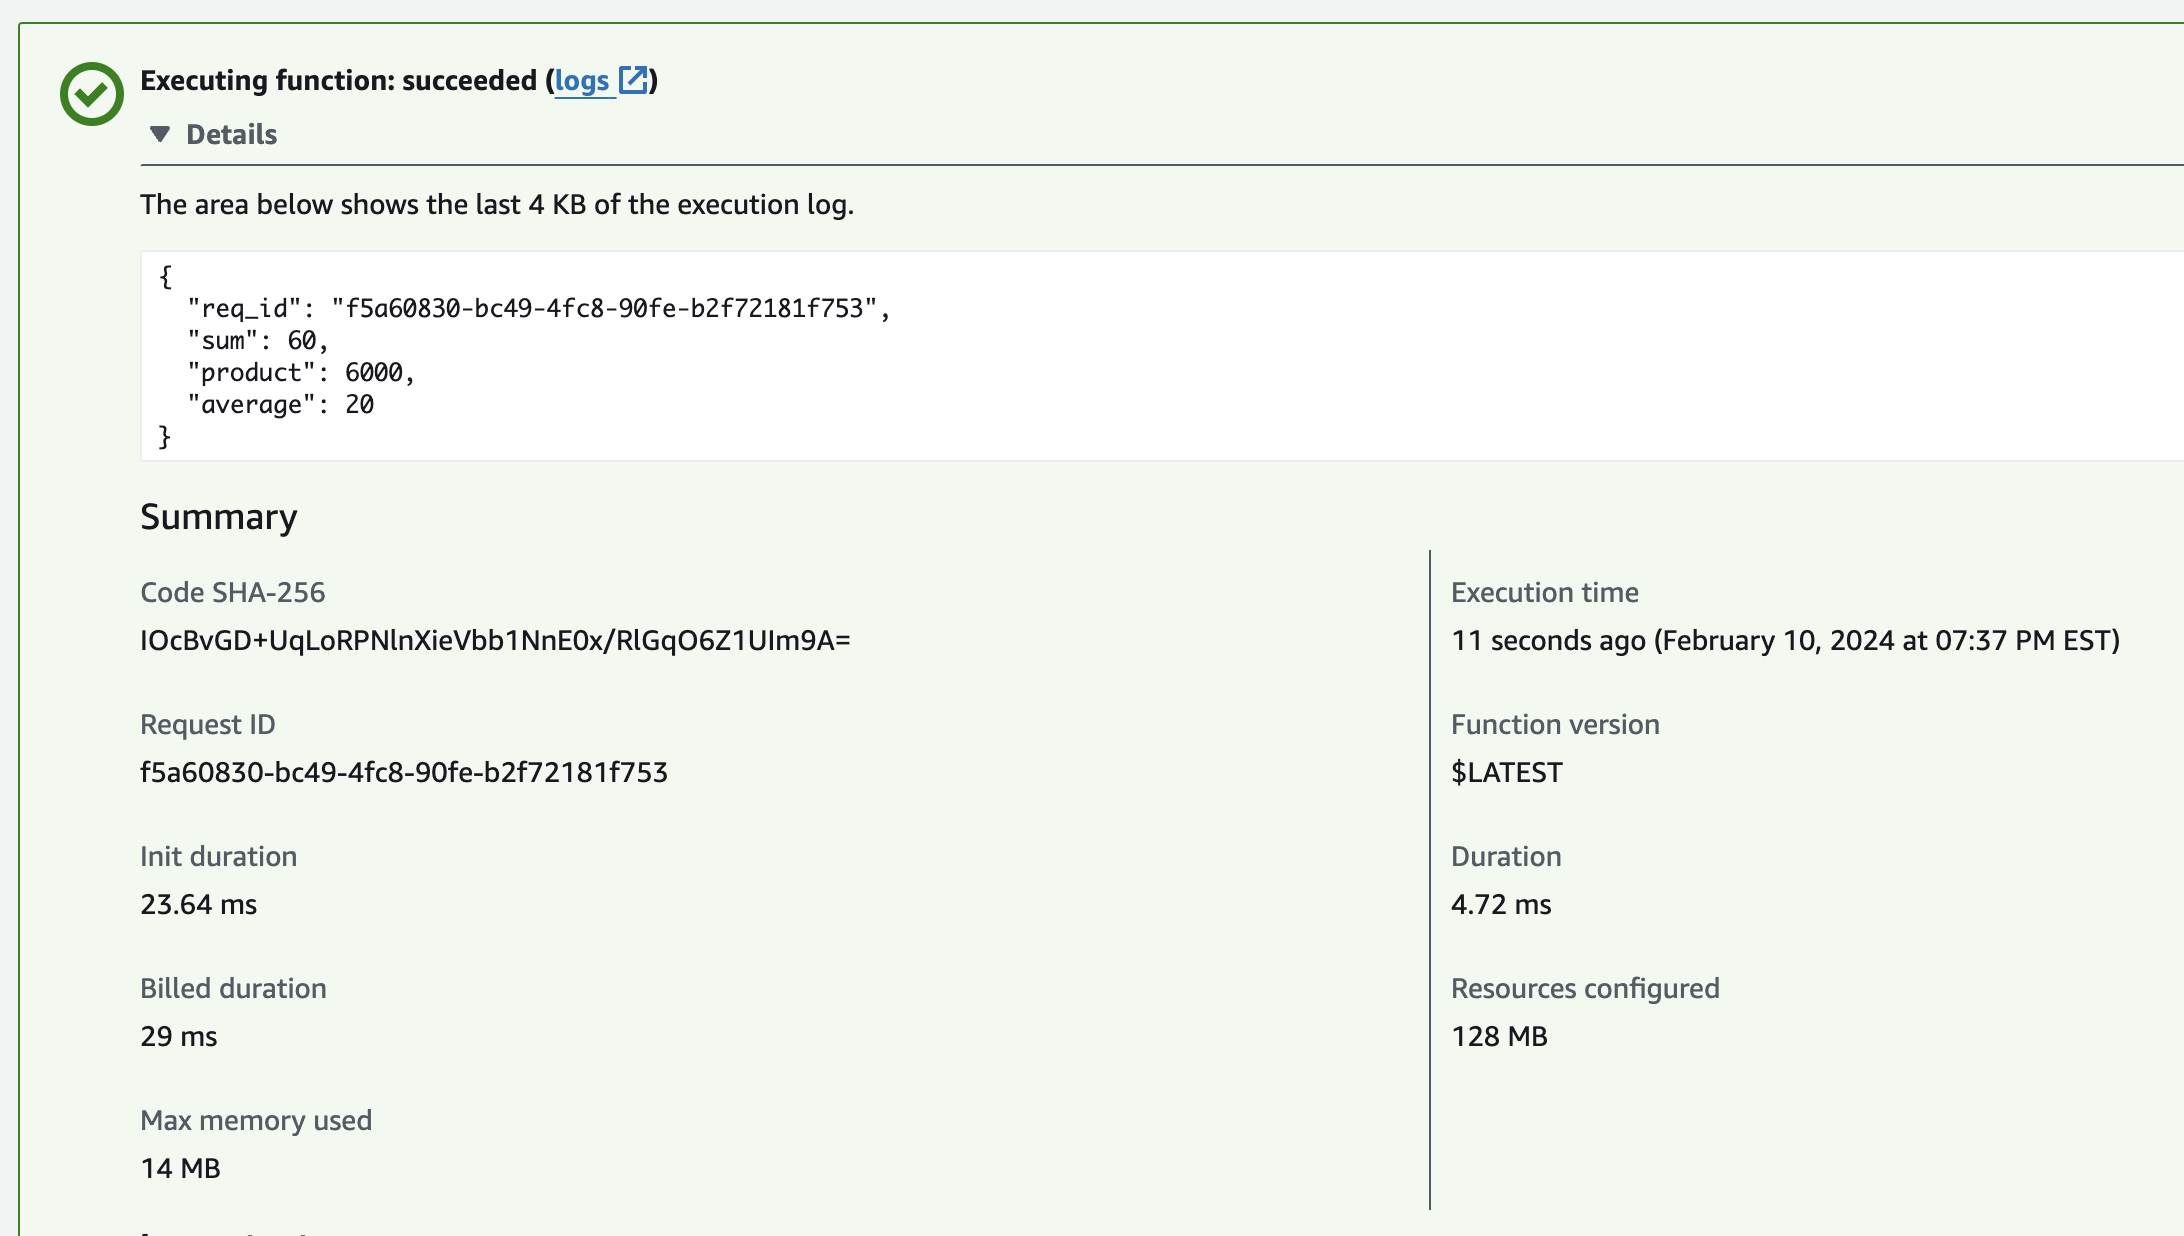 Executing function: succeeded (logs)
Details
The area below shows the last 4 KB of the execution log.
{
  "req_id": "f5a60830-bc49-4fc8-90fe-b2f72181f753",
  "sum": 60,
  "product": 6000,
  "average": 20
}
Summary
Code SHA-256
IOcBvGD+UqLoRPNlnXieVbb1NnE0x/RlGqO6Z1UIm9A=
Execution time
11 seconds ago (February 10, 2024 at 07:37 PM EST)
Request ID
f5a60830-bc49-4fc8-90fe-b2f72181f753
Function version
$LATEST
Init duration
23.64 ms
Duration
4.72 ms
Billed duration
29 ms
Resources configured
128 MB
Max memory used
14 MB